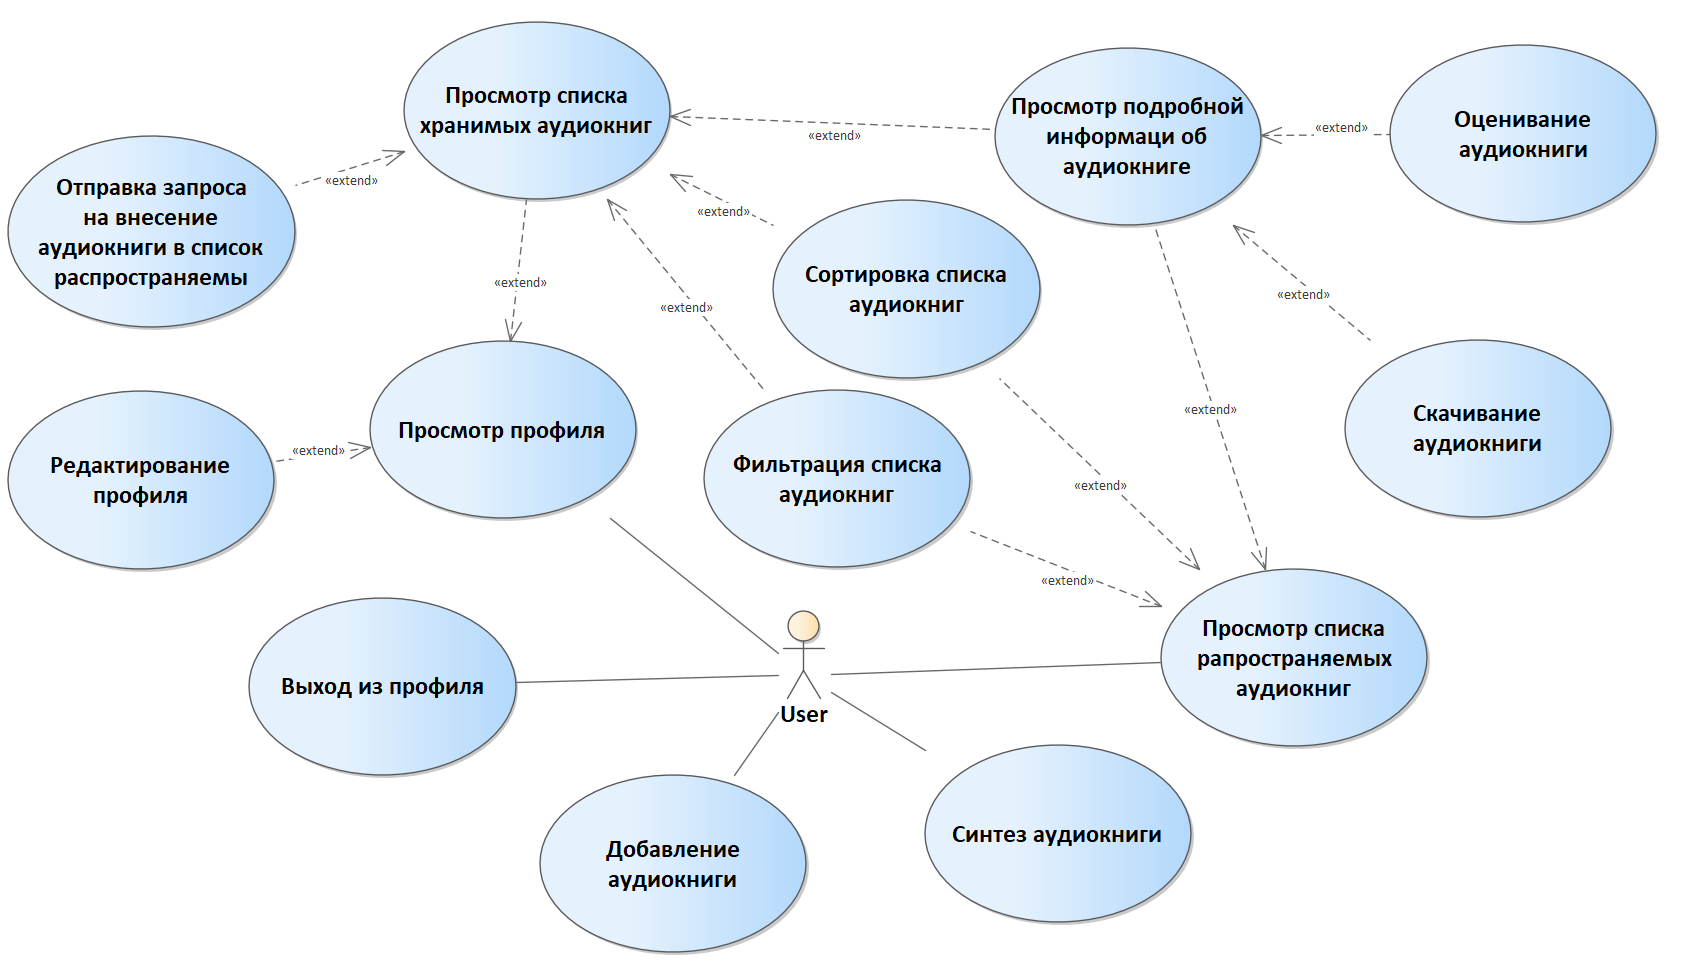 Просмотр списка
хранимых аудиокниг
Просмотр подробной
информаци об
аудиокниге
Оценивание
аудиокниги
«extend»
«extend»
Отправка запроса
на внесение
аудиокниги в список
распространяемы
«extend»
«extend»
Сортировка списка
аудиокниг
«extend»
«extend»
«extend»
Просмотр профиля
«extend»
Скачивание
аудиокниги
Редактирование
профиля
«extend»
Фильтрация списка
аудиокниг
«extend»
«extend»
Просмотр списка
рапространяемых
аудиокниг
Выход из профиля
User
Синтез аудиокниги
Добавление
аудиокниги